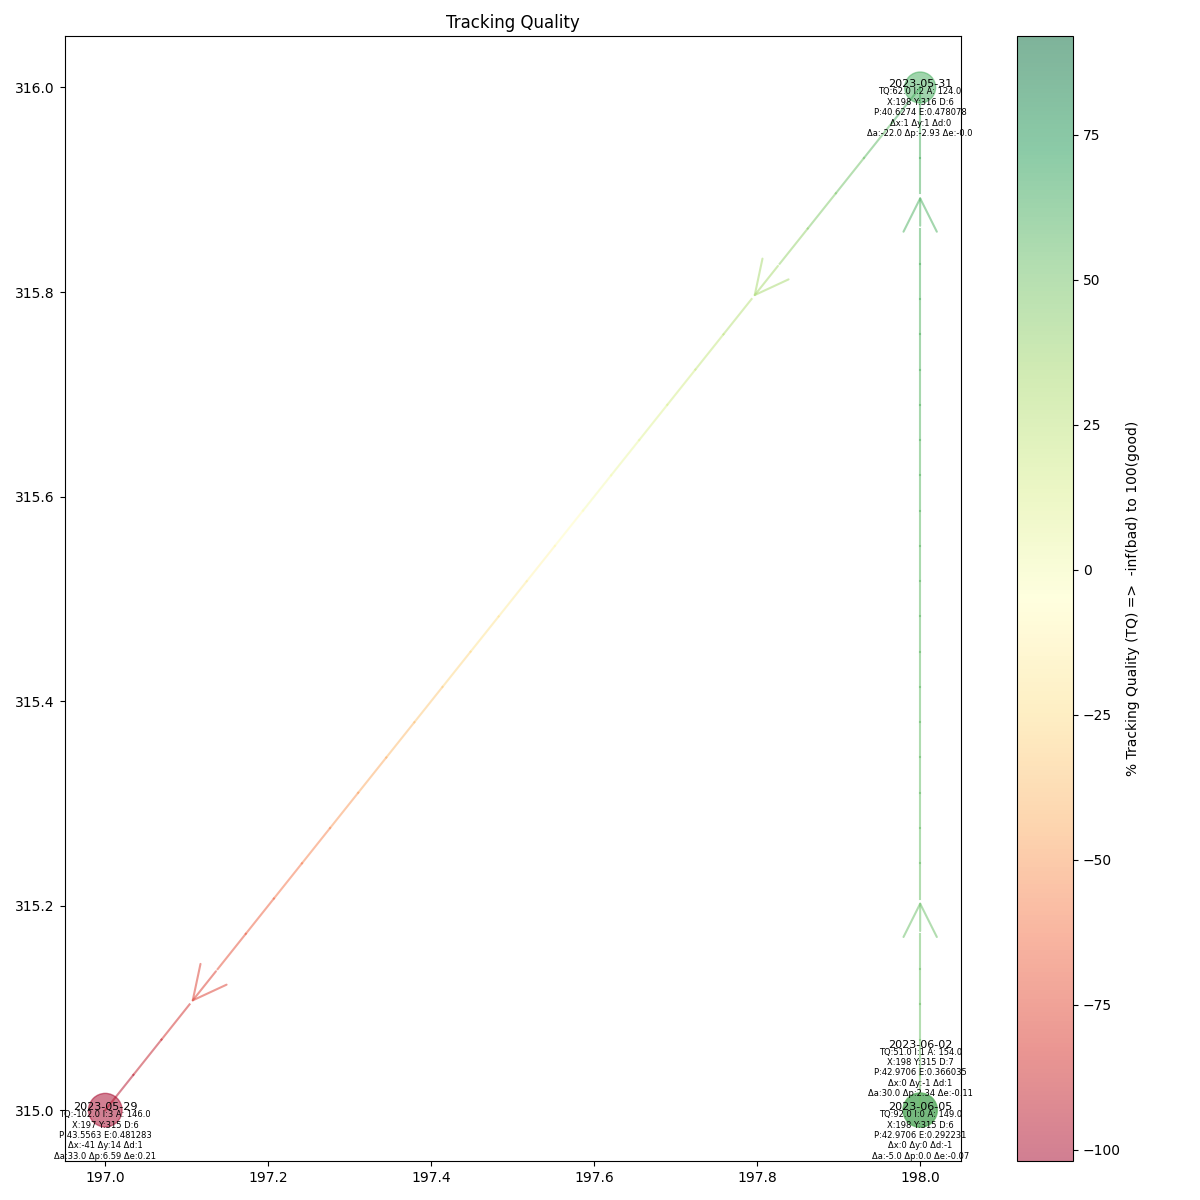 Tracking Quality
316.0
315.8
315.6
315.4
315.2
315.0
197.0
197.2
197.4
197.6
197.8
198.0
2023-05-31
TQ:62.0 I:2 A: 124.0
X:198 Y:316 D:6
P:40.6274 E:0.478078
Δx:1 Δy:1 Δd:0
Δa:-22.0 Δp:-2.93 Δe:-0.0
2023-06-02
TQ:51.0 I:1 A: 154.0
X:198 Y:315 D:7
P:42.9706 E:0.366035
Δx:0 Δy:-1 Δd:1
Δa:30.0 Δp:2.34 Δe:-0.11
2023-06-05
TQ:92.0 I:0 A: 149.0
X:198 Y:315 D:6
P:42.9706 E:0.292231
Δx:0 Δy:0 Δd:-1
Δa:-5.0 Δp:0.0 Δe:-0.07
2023-05-29
TQ:-102.0 I:3 A: 146.0
X:197 Y:315 D:6
P:43.5563 E:0.481283
Δx:-41 Δy:14 Δd:1
Δa:33.0 Δp:6.59 Δe:0.21
75
50
25
0
−25
−50
−75
−100
% Tracking Quality (TQ) => -inf(bad) to 100(good)